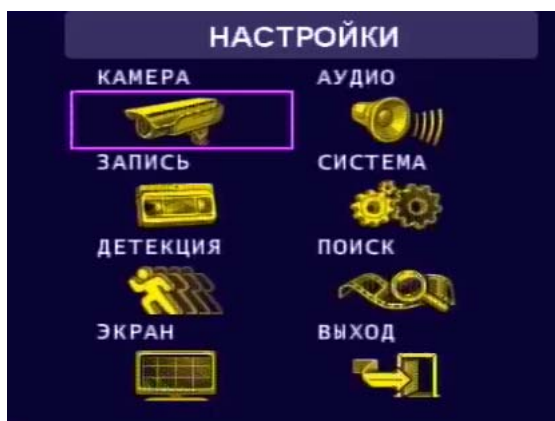 НАСТРОЙКИ
КАМЕРА АУДИО
ЗАПИСЬ СИСТЕМА
ДЕТЕКЦИЯ ПОИСК
ЭКРАН ВЫХОД